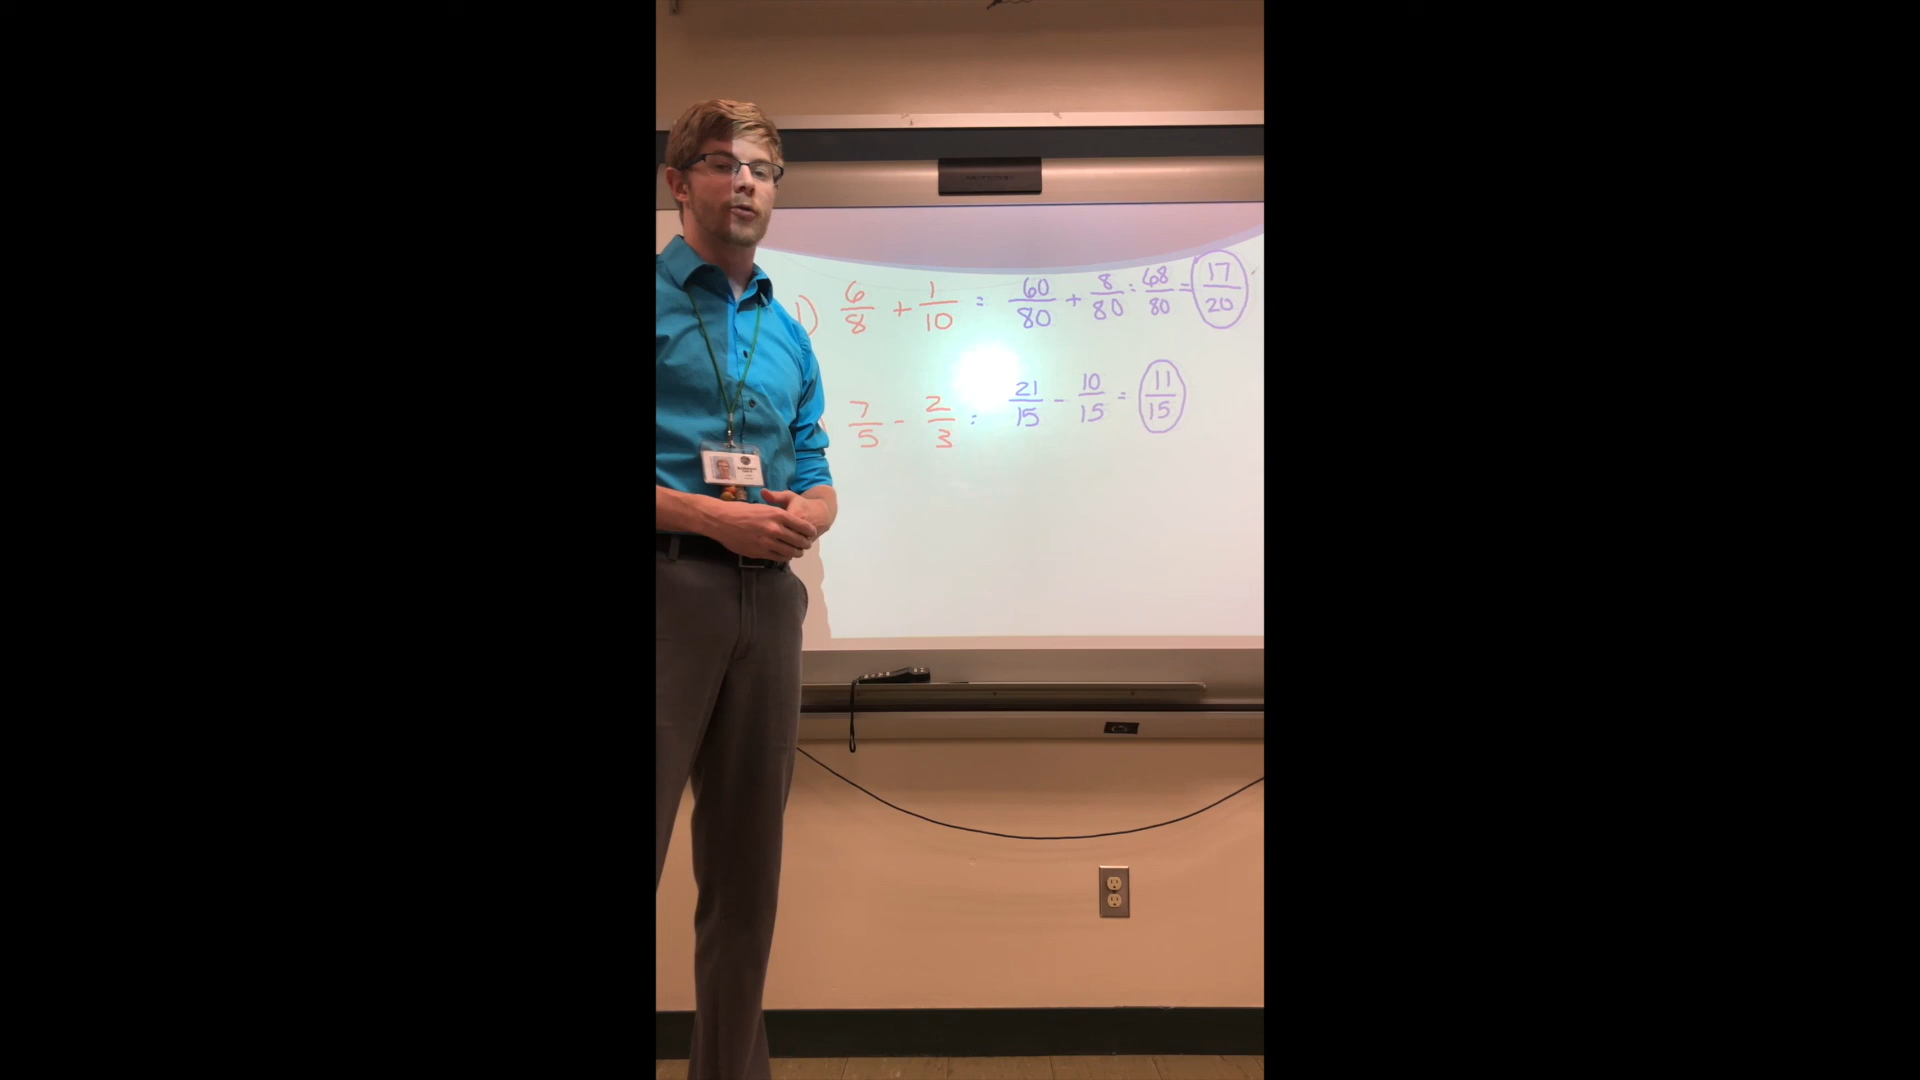 1) 6/8 + 1/10 = 60/80 + 8/80 = 68/80 = 17/20
7/5 - 2/3 = 21/15 - 10/15 = 11/15